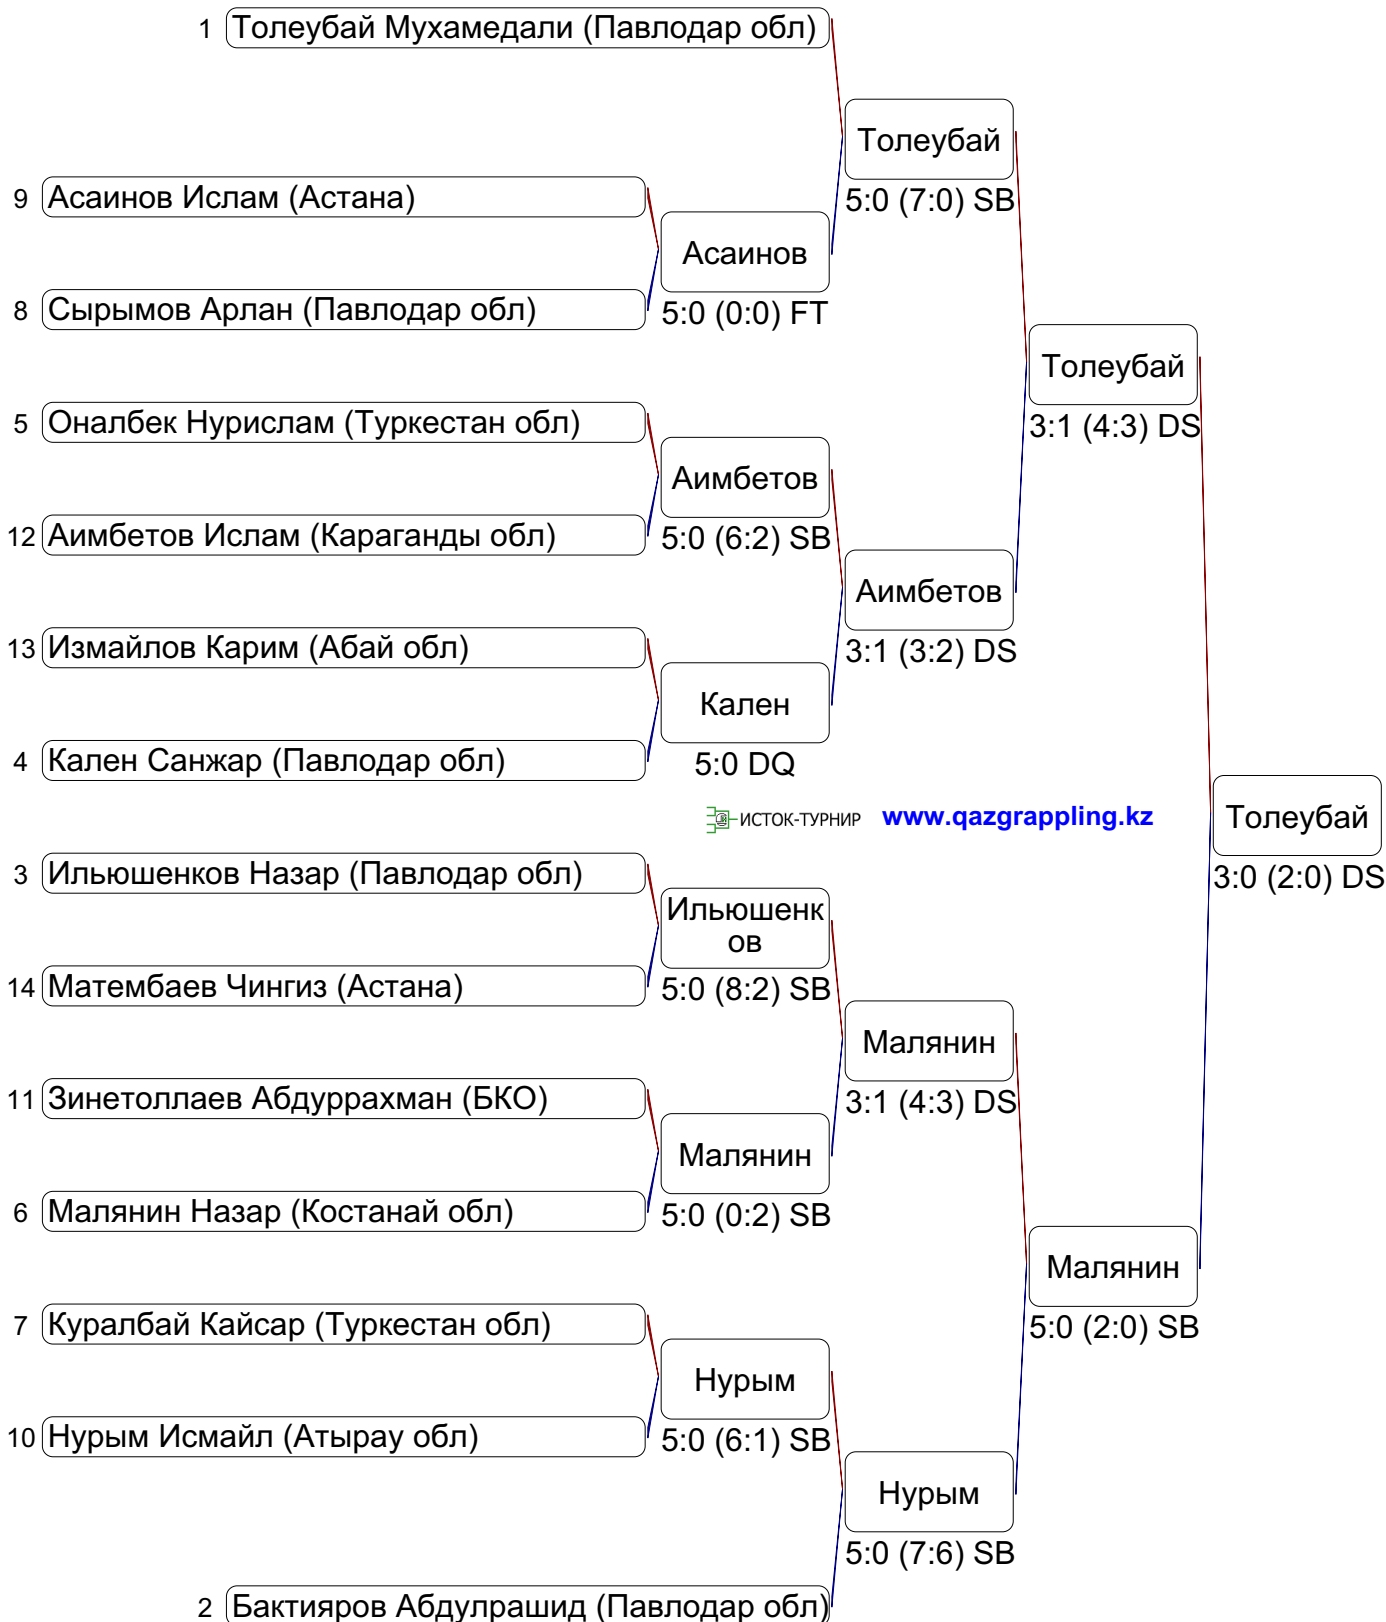 1 Толеубай Мухамедали (Павлодар обл)
Толеубай
5:0 (7:0) SB
9 Асаинов Ислам (Астана)
Асаинов
5:0 (0:0) FT
8 Сырымов Арлан (Павлодар обл)
Толеубай
3:1 (4:3) DS
5 Оналбек Нурислам (Туркестан обл)
Аимбетов
5:0 (6:2) SB
12 Аимбетов Ислам (Караганды обл)
Аимбетов
3:1 (3:2) DS
13 Измайлов Карим (Абай обл)
Кален
5:0 DQ
4 Кален Санжар (Павлодар обл)
ИСТОК-ТУРНИР www.qazgrappling.kz
Толеубай
3:0 (2:0) DS
3 Ильюшенков Назар (Павлодар обл)
Ильюшенк
ов
5:0 (8:2) SB
14 Матембаев Чингиз (Астана)
Малянин
3:1 (4:3) DS
11 Зинетоллаев Абдуррахман (БКО)
Малянин
5:0 (0:2) SB
6 Малянин Назар (Костанай обл)
Малянин
5:0 (2:0) SB
7 Куралбай Кайсар (Туркестан обл)
Нурым
5:0 (6:1) SB
10 Нурым Исмайл (Атырау обл)
Нурым
5:0 (7:6) SB
2 Бактияров Абдулрашид (Павлодар обл)